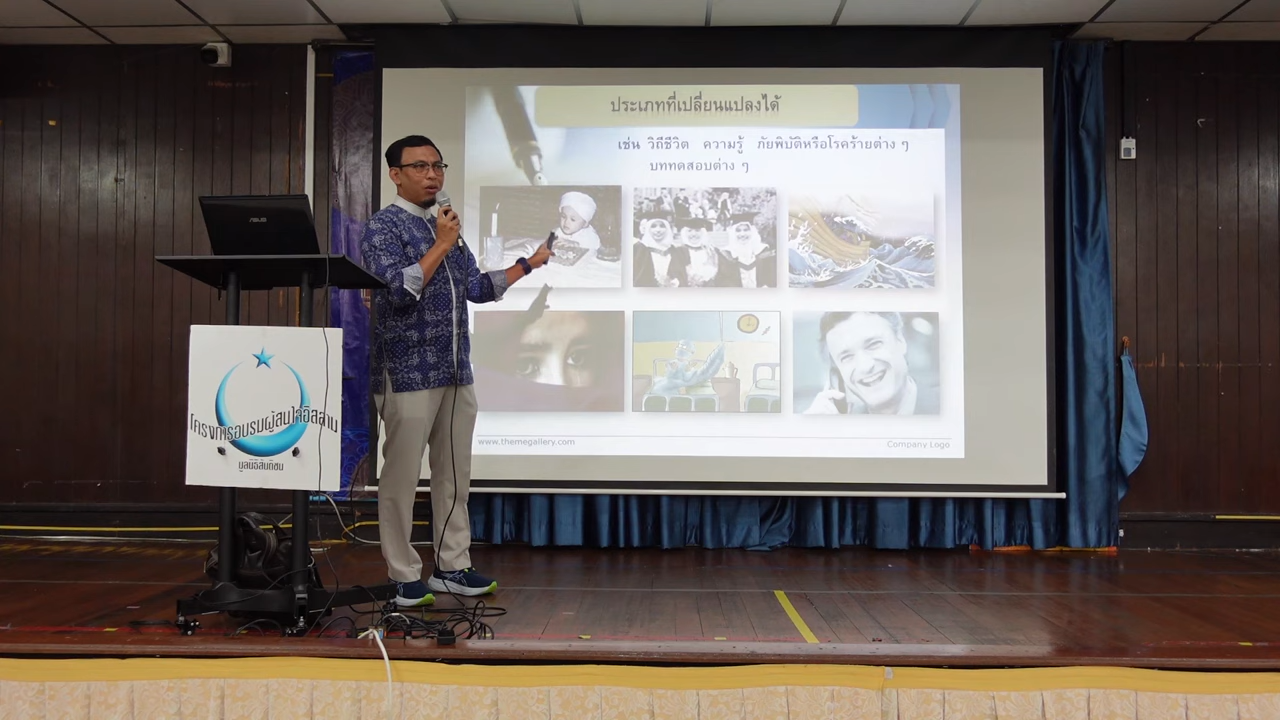 ประเภทที่เปลี่ยนแปลงได้
เช่น วิถีชีวิต ความรู้ ภัยพิบัติหรือโรคร้ายต่าง ๆ
บททดสอบต่าง ๆ
www.themegallery.com
Company Logo
ASUS
โครงการอบรมผู้สนใจอิสลาม
มูลนิธิสันติชน